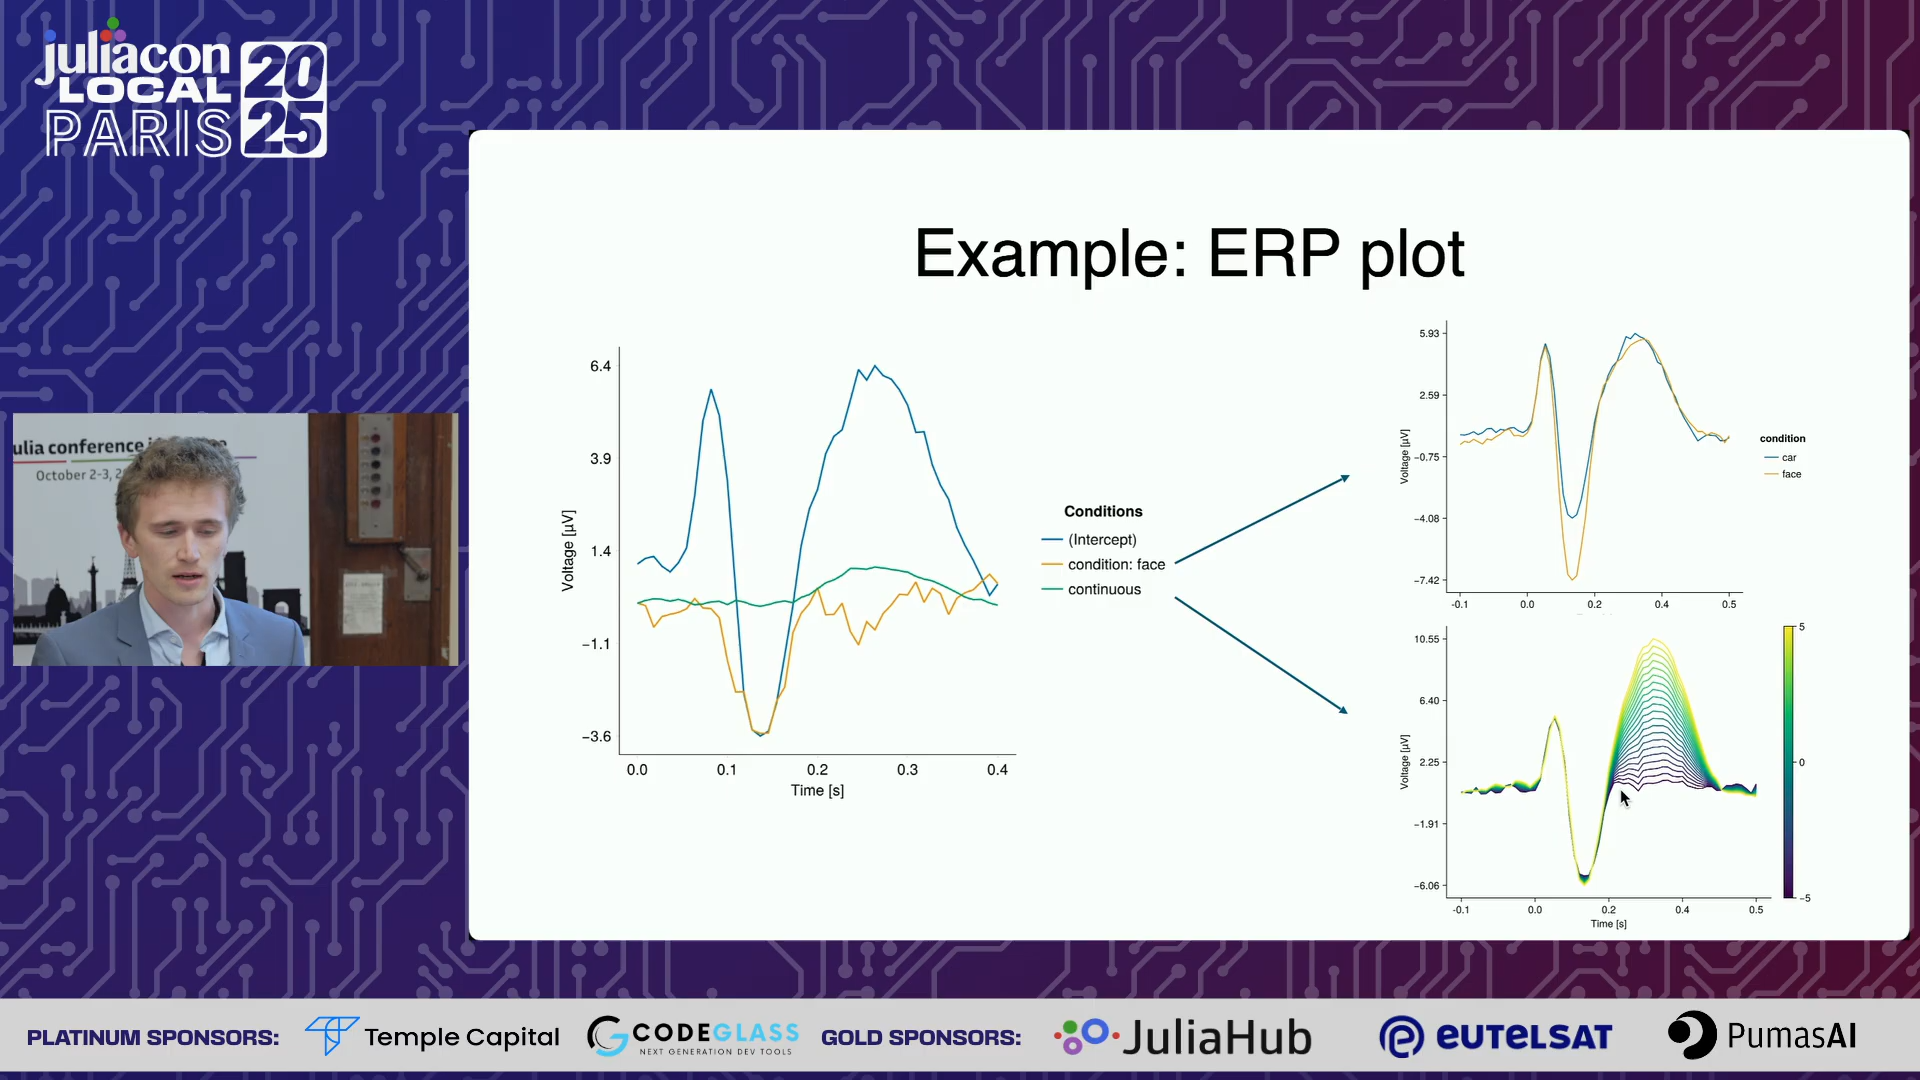 juliacon
LOCAL
PARIS
20
25
Example: ERP plot
6.4
3.9
1.4
−1.1
−3.6
Voltage [µV]
0.0 0.1 0.2 0.3 0.4
Time [s]
Conditions
(Intercept)
condition: face
continuous
5.93
2.59
−0.75
−4.08
−7.42
Voltage [µV]
-0.1 0.0 0.2 0.4 0.5
condition
car
face
10.55
6.40
2.25
−1.91
−6.06
Voltage [µV]
-0.1 0.0 0.2 0.4 0.5
Time [s]
5
0
−5
ulia conference
October 2-3, 2
PLATINUM SPONSORS: Temple Capital CODEGLASS GOLD SPONSORS: JuliaHub eutelsat PumasAI
NEXT GENERATION DEV TOOLS